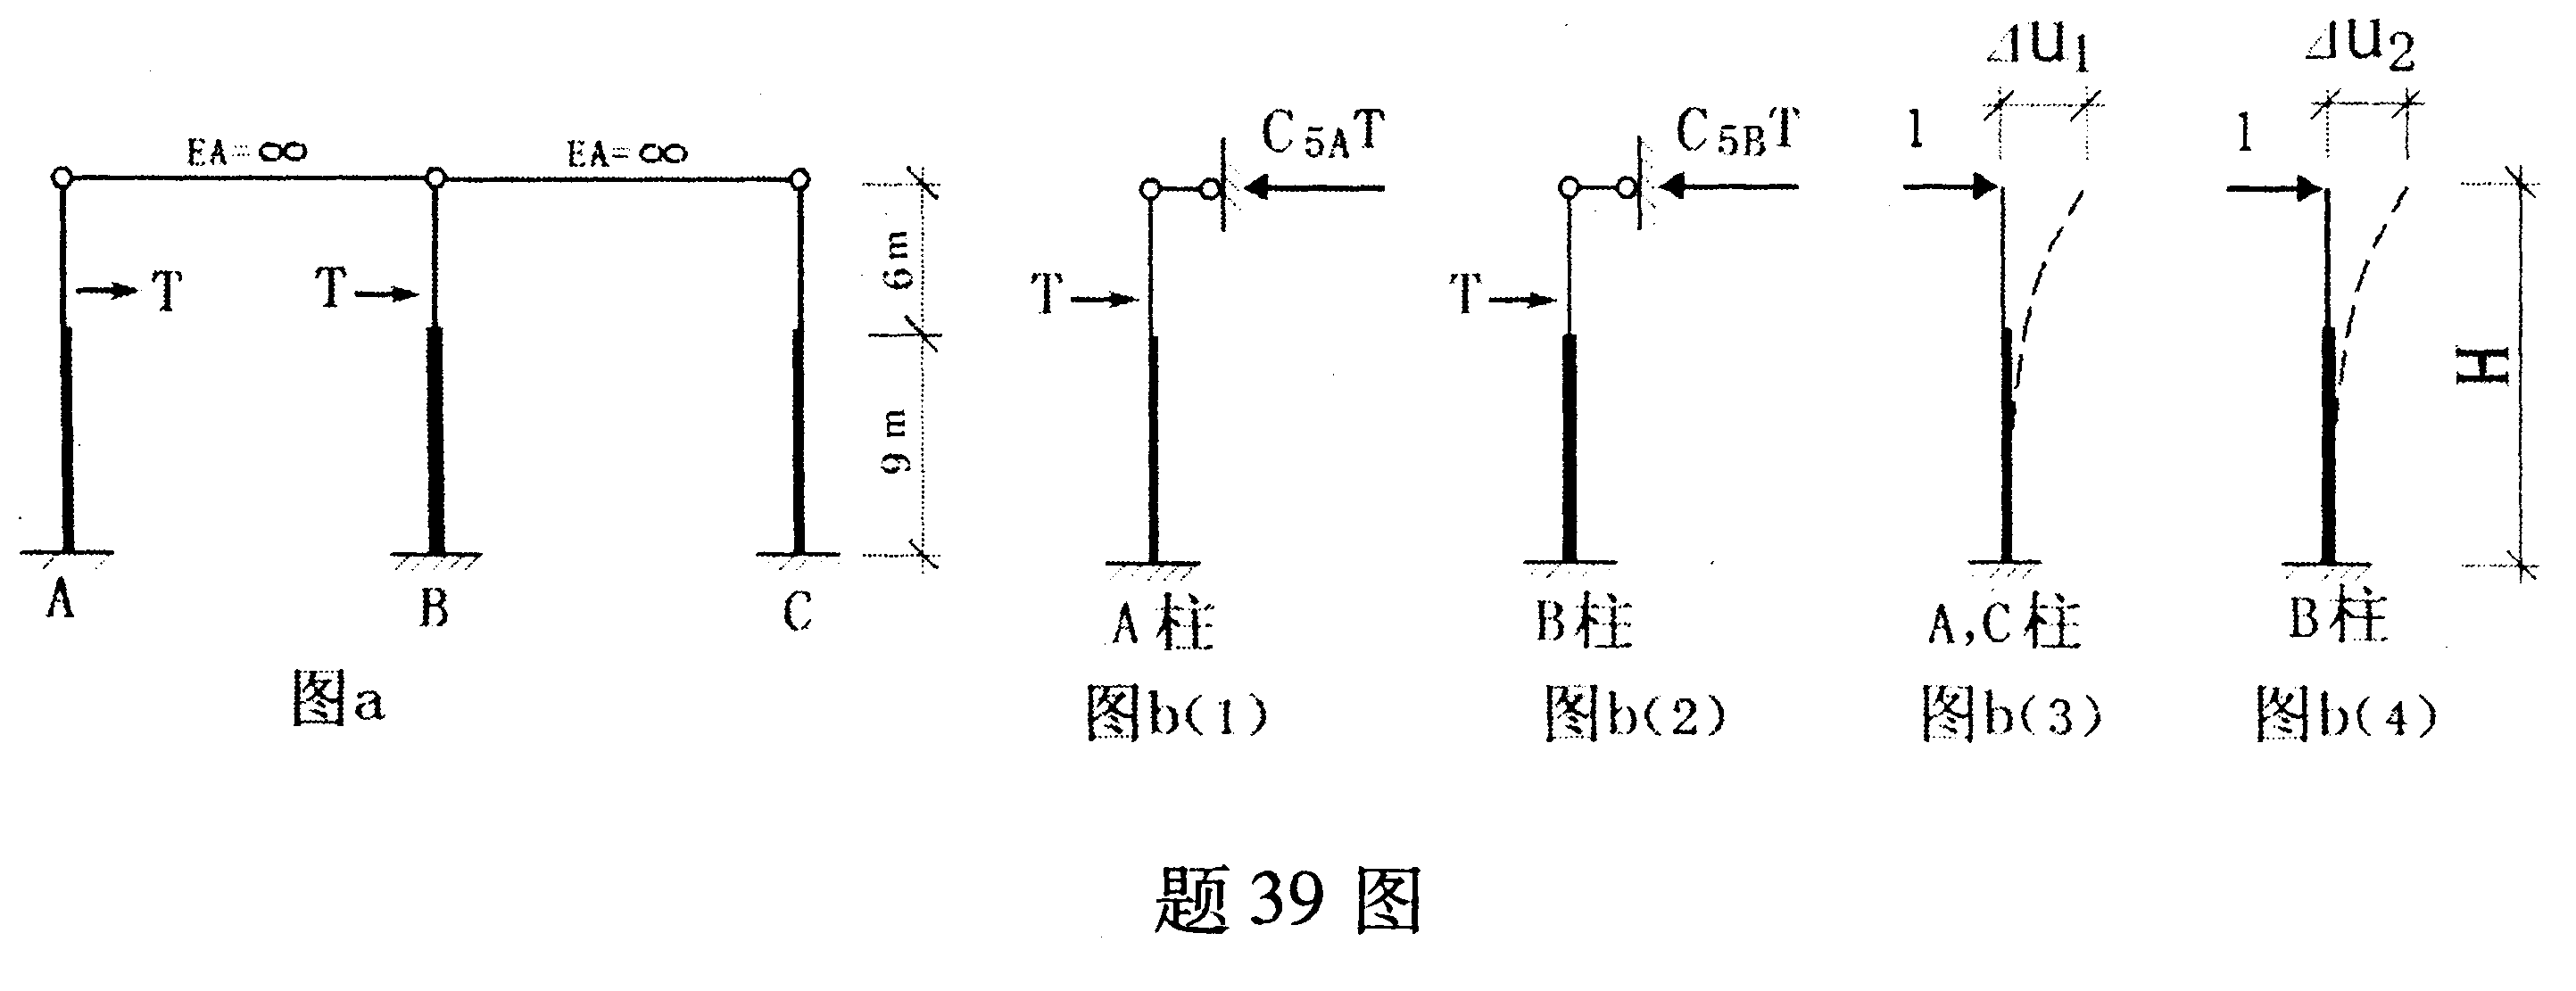 EA=∞ EA=∞
T T
6m
9m
A B C
图a
C5AT
T
A柱
图b(1)
C5BT
T
B柱
图b(2)
Δu1
1
A,C柱
图b(3)
Δu2
1
H
B柱
图b(4)
题39图